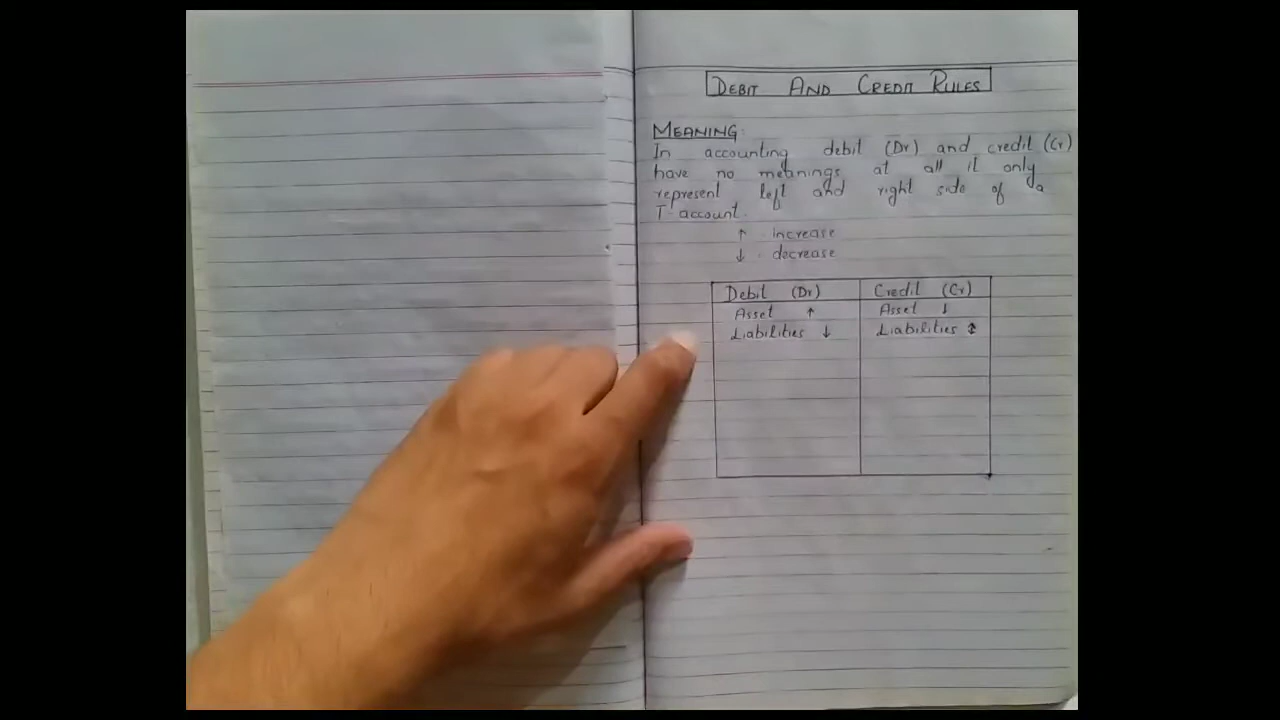 DEBIT AND CREDIT RULES
MEANING:
In accounting debit (Dr) and credit (Cr)
have no meanings at all it only
represent left and right side of a
T account.
↑ increase
↓ decrease
Debit (Dr) Credit (Cr)
Asset ↑ Asset ↓
Liabilities ↓ Liabilities ↕